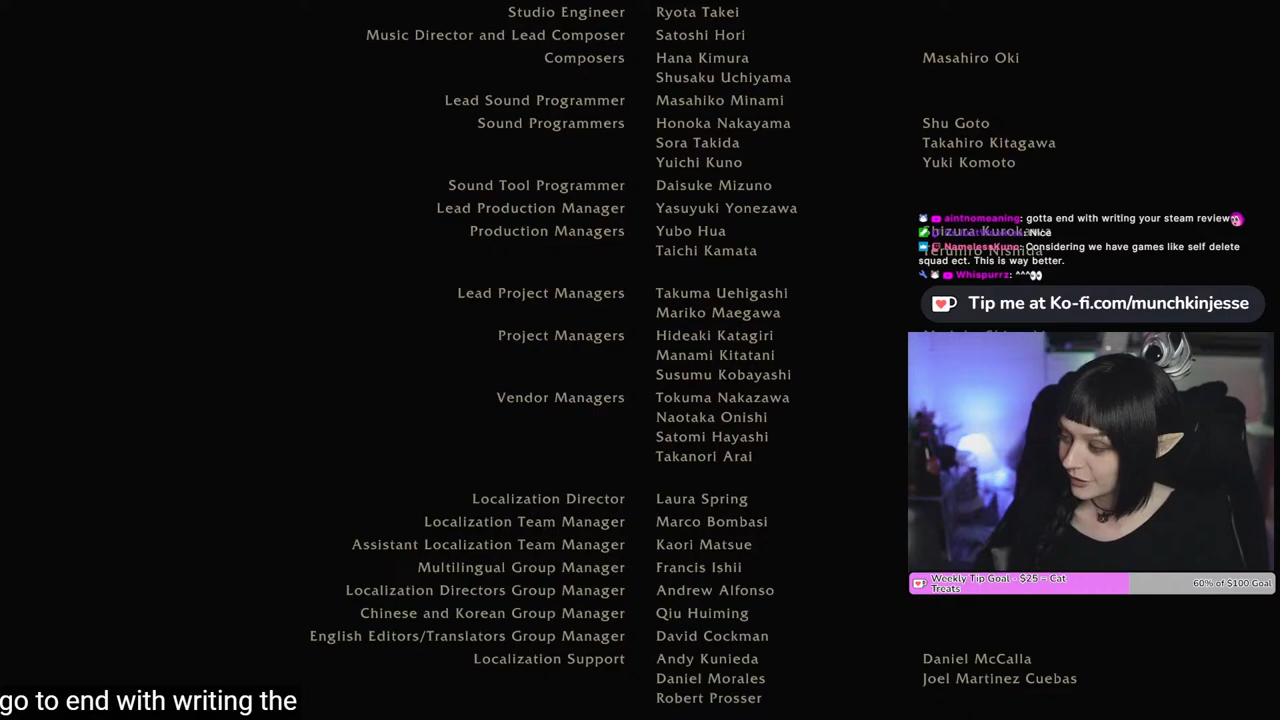 Studio Engineer Ryota Takei
Music Director and Lead Composer Satoshi Hori
Composers Hana Kimura Masahiro Oki
Shusaku Uchiyama
Lead Sound Programmer Masahiko Minami
Sound Programmers Honoka Nakayama Shu Goto
Sora Takida Takahiro Kitagawa
Yuichi Kuno Yuki Komoto
Sound Tool Programmer Daisuke Mizuno
Lead Production Manager Yasuyuki Yonezawa
Production Managers Yubo Hua
Taichi Kamata
Lead Project Managers Takuma Uehigashi
Mariko Maegawa
Project Managers Hideaki Katagiri
Manami Kitatani
Susumu Kobayashi
Vendor Managers Tokuma Nakazawa
Naotaka Onishi
Satomi Hayashi
Takanori Arai
Localization Director Laura Spring
Localization Team Manager Marco Bombasi
Assistant Localization Team Manager Kaori Matsue
Multilingual Group Manager Francis Ishii
Localization Directors Group Manager Andrew Alfonso
Chinese and Korean Group Manager Qiu Huiming
English Editors/Translators Group Manager David Cockman
Localization Support Andy Kunieda Daniel McCalla
Daniel Morales Joel Martinez Cuebas
Robert Prosser
aintnomeaning: gotta end with writing your steam review
Nice
NamelessKuno: Considering we have games like self delete
squad ect. This is way better.
Whispurrz: ^^^
Tip me at Ko-fi.com/munchkinjesse
Weekly Tip Goal - $25 = Cat
Treats
60% of $100 Goal
go to end with writing the